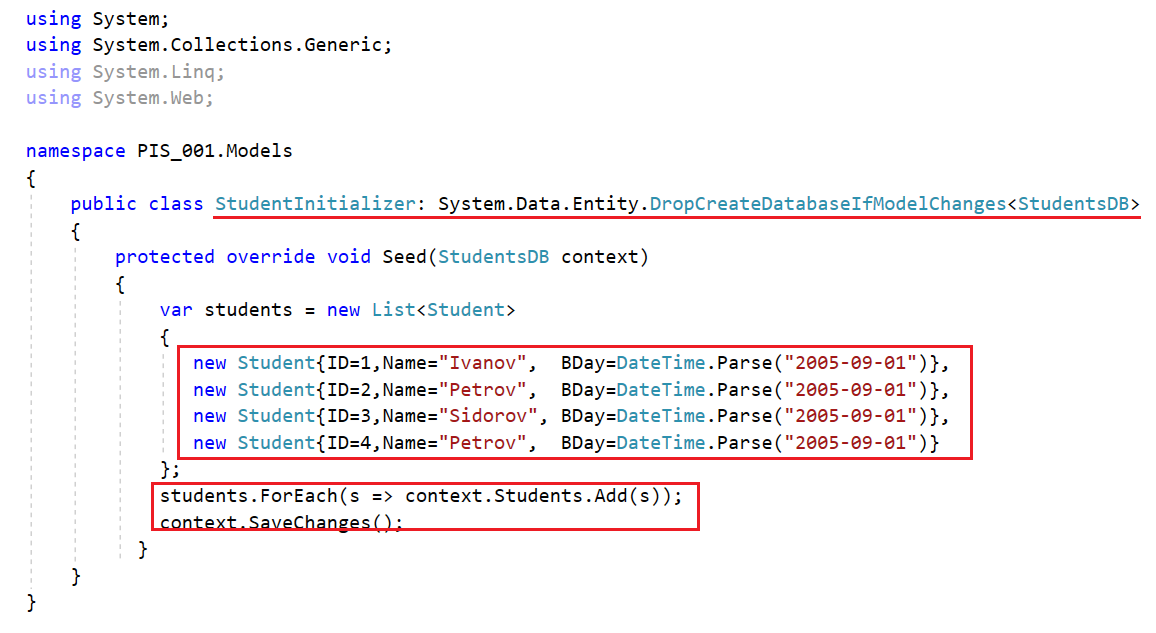 using System;
using System.Collections.Generic;
using System.Linq;
using System.Web;
namespace PIS_001.Models
{
public class StudentInitializer: System.Data.Entity.DropCreateDatabaseIfModelChanges<StudentsDB>
{
protected override void Seed(StudentsDB context)
{
var students = new List<Student>
{
new Student{ID=1,Name="Ivanov", BDay=DateTime.Parse("2005-09-01")},
new Student{ID=2,Name="Petrov", BDay=DateTime.Parse("2005-09-01")},
new Student{ID=3,Name="Sidorov", BDay=DateTime.Parse("2005-09-01")},
new Student{ID=4,Name="Petrov", BDay=DateTime.Parse("2005-09-01")}
};
students.ForEach(s => context.Students.Add(s));
context.SaveChanges();
}
}
}